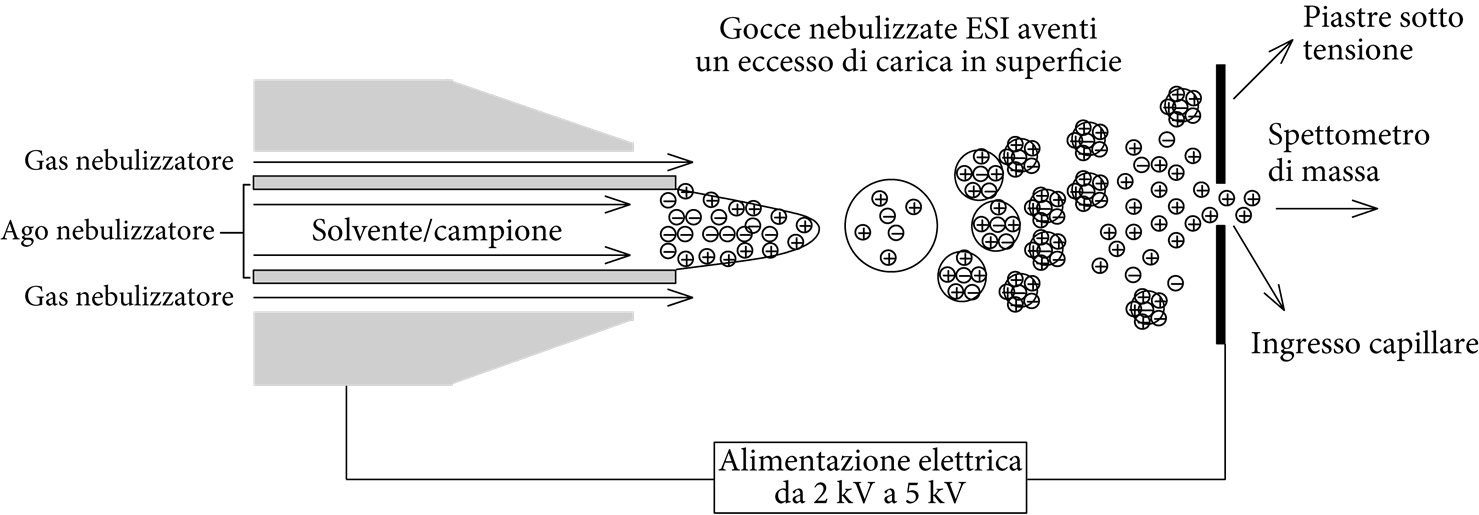 Gocce nebulizzate ESI aventi
un eccesso di carica in superficie
Piastre sotto
tensione
Spettometro
di massa
Gas nebulizzatore
Ago nebulizzatore
Solvente/campione
Gas nebulizzatore
Ingresso capillare
Alimentazione elettrica
da 2 kV a 5 kV